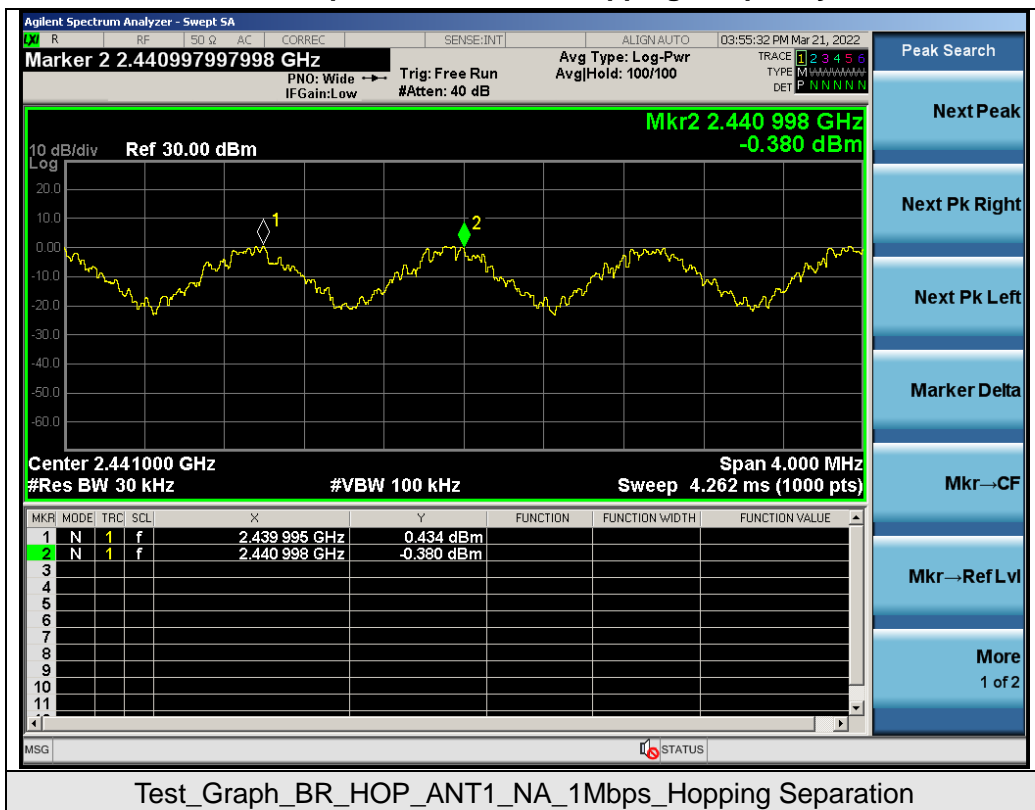 Agilent Spectrum Analyzer - Swept SA
LXI R RF 50 Ω AC CORREC SENSE:INT ALIGN AUTO 03:55:32 PM Mar 21, 2022
Marker 2 2.440997997998 GHz
PNO: Wide
IFGain:Low
Trig: Free Run
#Atten: 40 dB
Avg Type: Log-Pwr
Avg|Hold: 100/100
TRACE 1 2 3 4 5 6
TYPE M
DET P N N N N N
Mkr2 2.440 998 GHz
-0.380 dBm
10 dB/div Ref 30.00 dBm
Log
20.0
10.0
0.00
-10.0
-20.0
-30.0
-40.0
-50.0
-60.0
1
2
Center 2.441000 GHz Span 4.000 MHz
#Res BW 30 kHz #VBW 100 kHz Sweep 4.262 ms (1000 pts)
MKR MODE TRC SCL X Y FUNCTION FUNCTION WIDTH FUNCTION VALUE
1 N 1 f 2.439 995 GHz 0.434 dBm
2 N 1 f 2.440 998 GHz -0.380 dBm
3
4
5
6
7
8
9
10
11
MSG STATUS
Peak Search
Next Peak
Next Pk Right
Next Pk Left
Marker Delta
Mkr→CF
Mkr→Ref Lvl
More
1 of 2
Test_Graph_BR_HOP_ANT1_NA_1Mbps_Hopping Separation